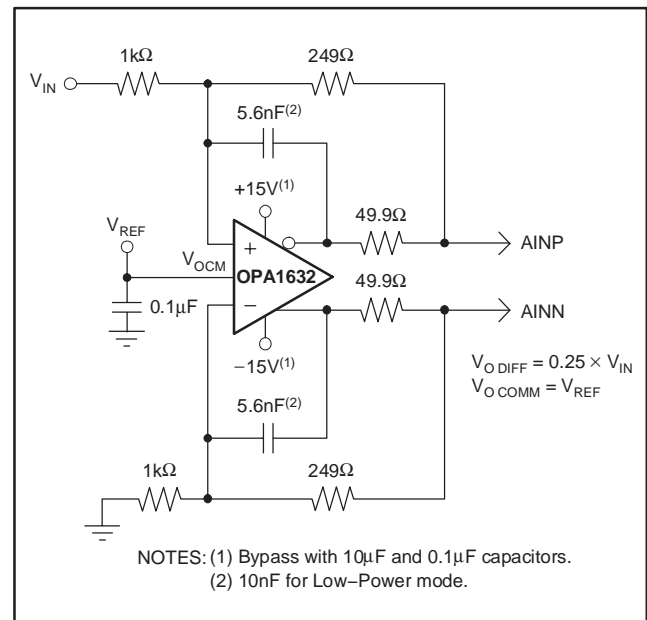 1kΩ
249Ω
V_IN
5.6nF(2)
+15V(1)
49.9Ω
V_REF
AINP
V_OCM
+
OPA1632
49.9Ω
−
0.1μF
AINN
−15V(1)
V_O DIFF = 0.25 × V_IN
V_O COMM = V_REF
5.6nF(2)
1kΩ
249Ω
NOTES: (1) Bypass with 10μF and 0.1μF capacitors.
(2) 10nF for Low−Power mode.